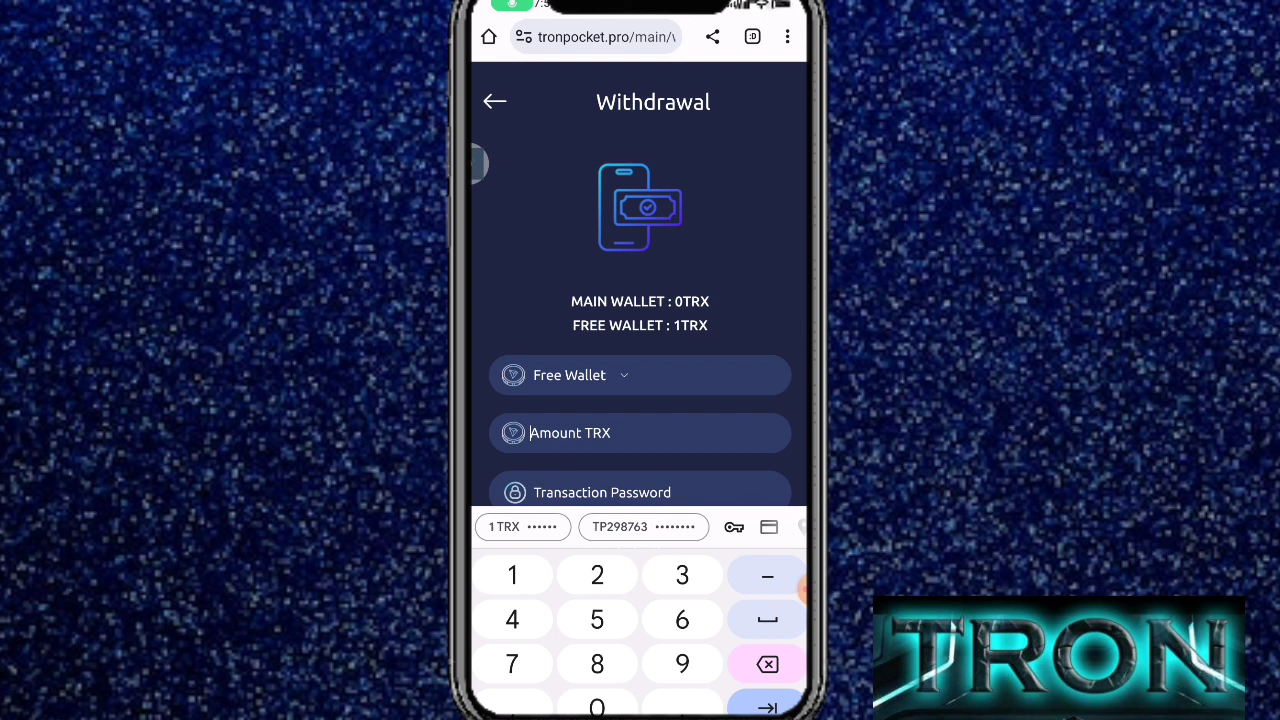 tronpocket.pro/main/
Withdrawal
MAIN WALLET : 0TRX
FREE WALLET : 1TRX
Free Wallet
Amount TRX
Transaction Password
1 TRX ••••••
TP298763 ••••••••
1 2 3 –
4 5 6
7 8 9
0
TRON